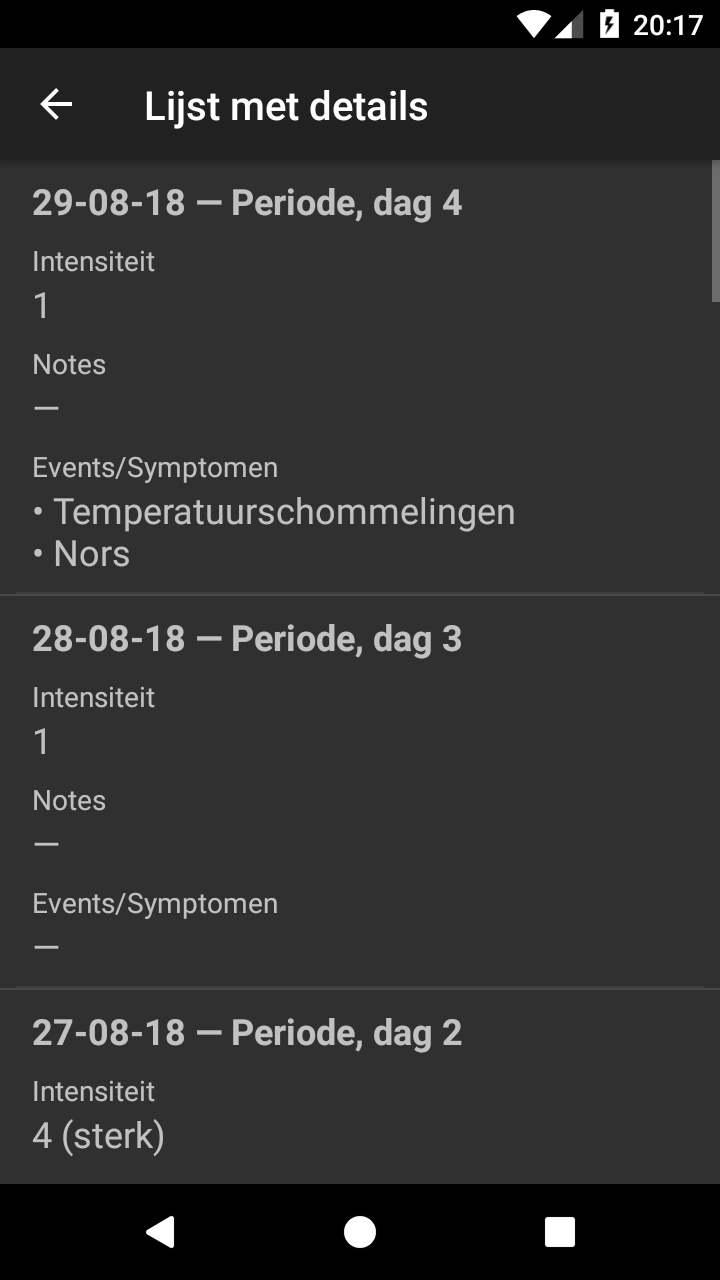 20:17
Lijst met details
29-08-18 — Periode, dag 4
Intensiteit
1
Notes
—
Events/Symptomen
• Temperatuurschommelingen
• Nors
28-08-18 — Periode, dag 3
Intensiteit
1
Notes
—
Events/Symptomen
—
27-08-18 — Periode, dag 2
Intensiteit
4 (sterk)